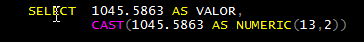 SELECT 1045.5863 AS VALOR,
CAST(1045.5863 AS NUMERIC(13,2))